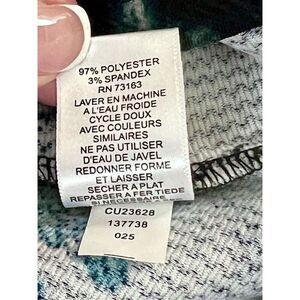 97% POLYESTER
3% SPANDEX
RN 73163
LAVER EN MACHINE
A L'EAU FROIDE
CYCLE DOUX
AVEC COULEURS
SIMILAIRES
NE PAS UTILISER
D'EAU DE JAVEL
REDONNER FORME
ET LAISSER
SECHER A PLAT
REPASSER A FER TIEDE
SI NECESSAIRE
CU23628
137738
025